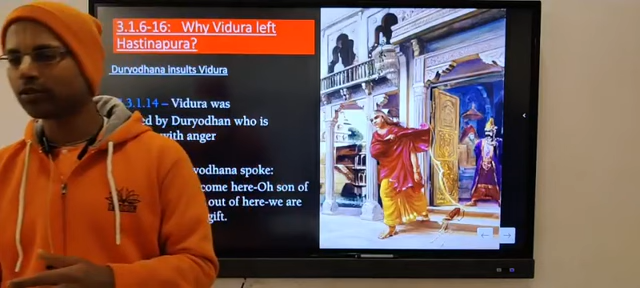 3.1.6-16: Why Vidura left
Hastinapura?
Duryodhana insults Vidura
3.1.14 – Vidura was
ed by Duryodhan who is
with anger
odhana spoke:
come here-Oh son of
out of here-we are
gift.